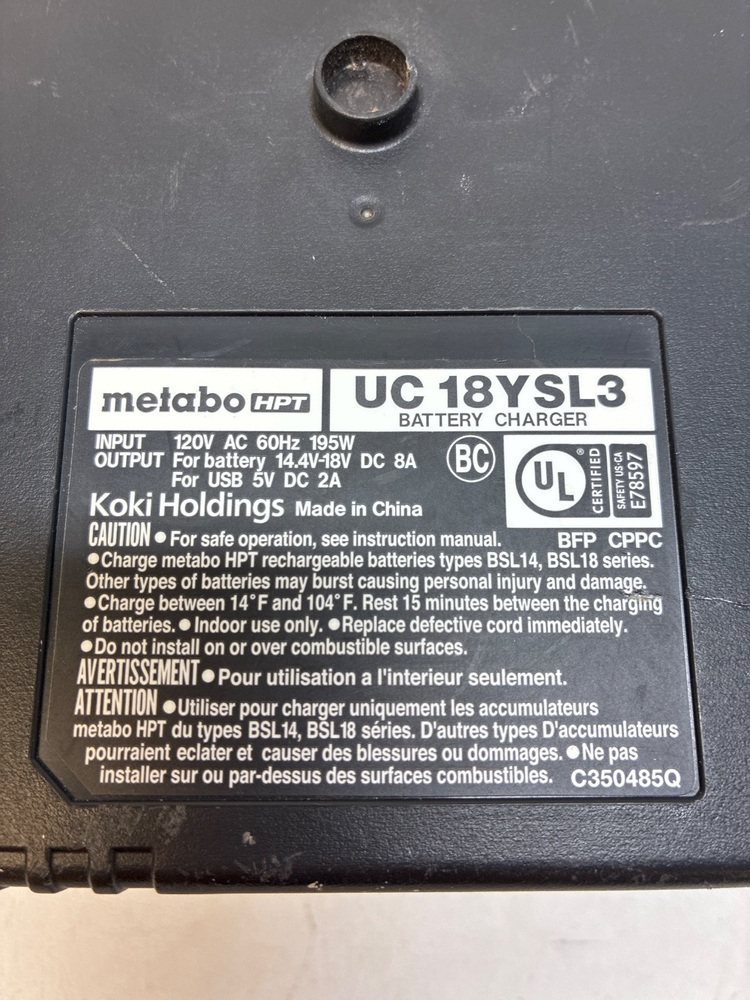 metabo HPT
UC 18YSL3
BATTERY CHARGER
INPUT 120V AC 60Hz 195W
OUTPUT For battery 14.4V-18V DC 8A
For USB 5V DC 2A
BC
UL ®
CERTIFIED
SAFETY US·CA
E78597
Koki Holdings Made in China
CAUTION ●For safe operation, see instruction manual. BFP CPPC
●Charge metabo HPT rechargeable batteries types BSL14, BSL18 series.
Other types of batteries may burst causing personal injury and damage.
●Charge between 14°F and 104°F. Rest 15 minutes between the charging
of batteries. ●Indoor use only. ●Replace defective cord immediately.
●Do not install on or over combustible surfaces.
AVERTISSEMENT ●Pour utilisation a l'interieur seulement.
ATTENTION ●Utiliser pour charger uniquement les accumulateurs
metabo HPT du types BSL14, BSL18 séries. D'autres types D'accumulateurs
pourraient eclater et causer des blessures ou dommages. ●Ne pas
installer sur ou par-dessus des surfaces combustibles. C350485Q